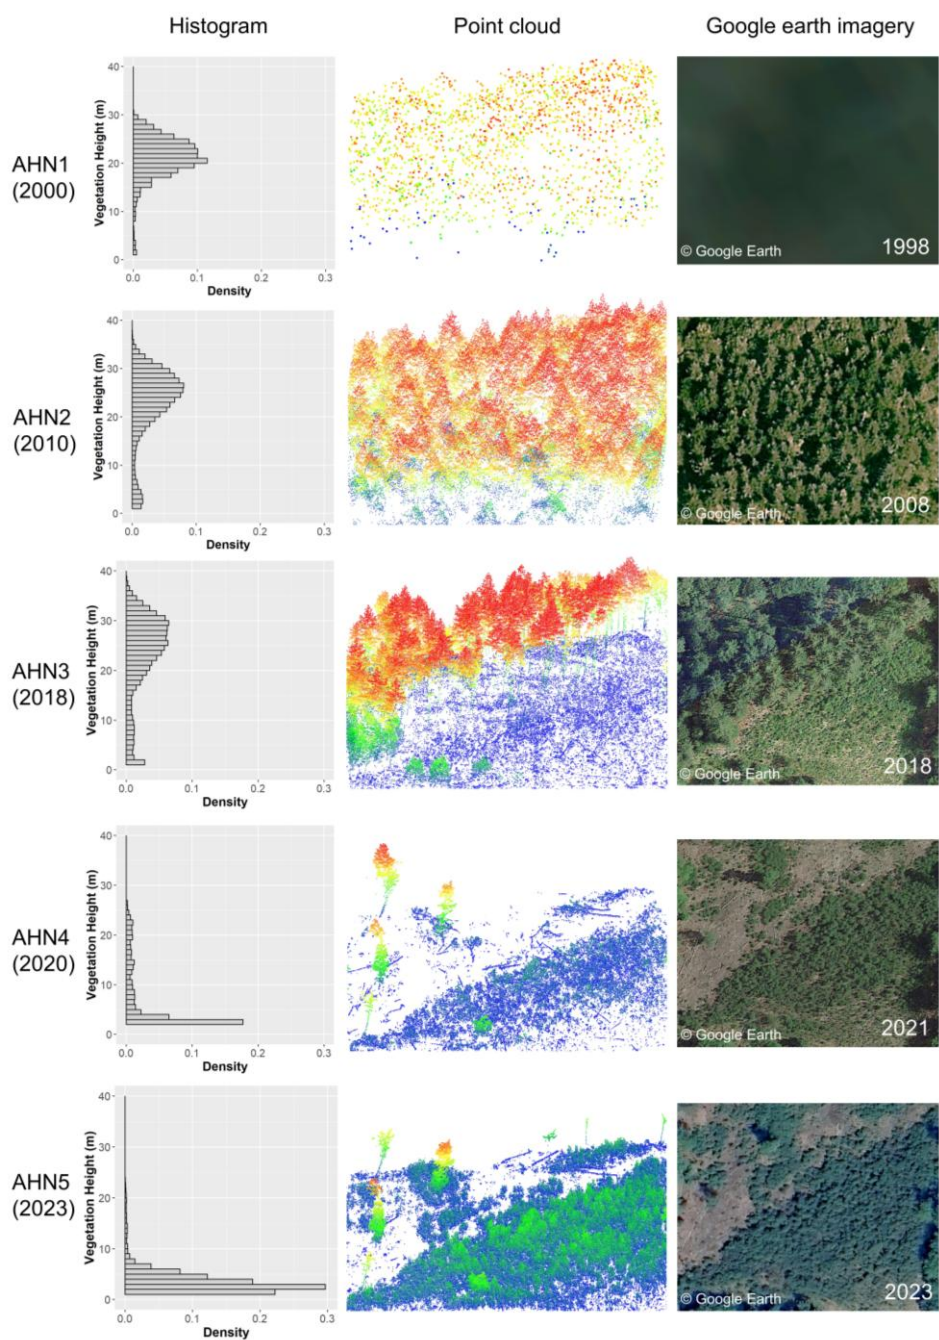 Histogram Point cloud Google earth imagery
AHN1
(2000)
Vegetation Height (m)
40
30
20
10
0
0.0 0.1 0.2 0.3
Density
© Google Earth
1998
AHN2
(2010)
Vegetation Height (m)
40
30
20
10
0
0.0 0.1 0.2 0.3
Density
© Google Earth
2008
AHN3
(2018)
Vegetation Height (m)
40
30
20
10
0
0.0 0.1 0.2 0.3
Density
© Google Earth
2018
AHN4
(2020)
Vegetation Height (m)
40
30
20
10
0
0.0 0.1 0.2 0.3
Density
© Google Earth
2021
AHN5
(2023)
Vegetation Height (m)
40
30
20
10
0
0.0 0.1 0.2 0.3
Density
© Google Earth
2023